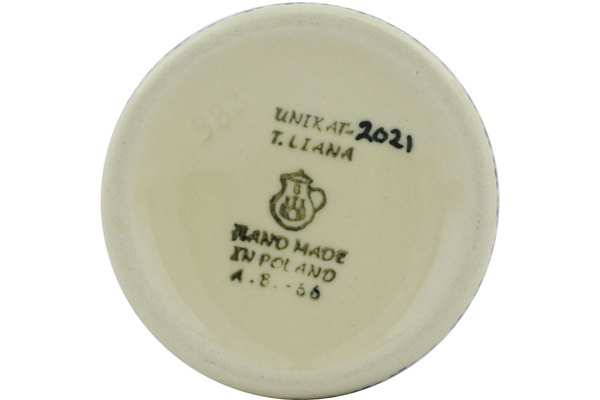 UNIKAT-2021
T. LIANA
HAND MADE
IN POLAND
A.B.-66